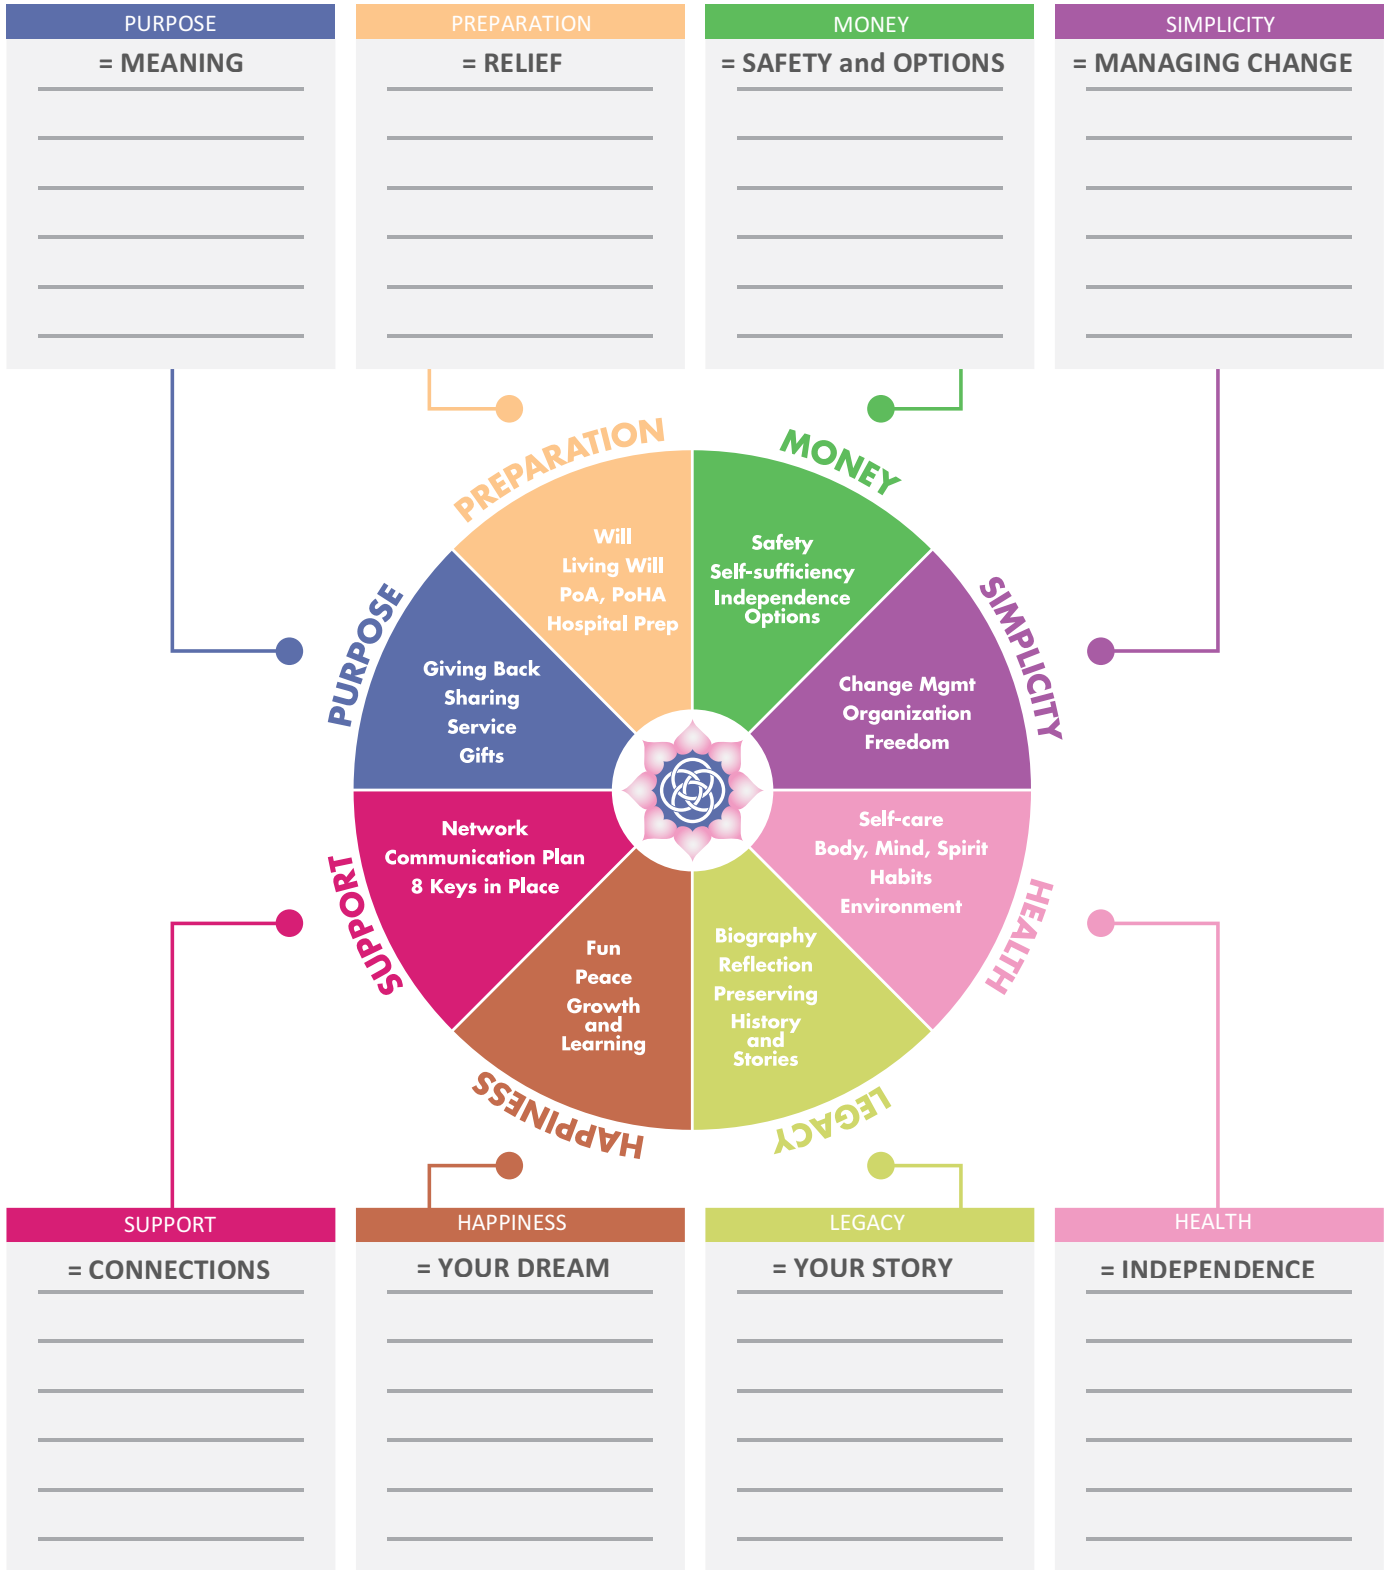 PURPOSE
= MEANING
PREPARATION
= RELIEF
MONEY
= SAFETY and OPTIONS
SIMPLICITY
= MANAGING CHANGE
PREPARATION
Will
Living Will
PoA, PoHA
Hospital Prep
MONEY
Safety
Self-sufficiency
Independence
Options
PURPOSE
Giving Back
Sharing
Service
Gifts
SIMPLICITY
Change Mgmt
Organization
Freedom
SUPPORT
Network
Communication Plan
8 Keys in Place
HEALTH
Self-care
Body, Mind, Spirit
Habits
Environment
HAPPINESS
Fun
Peace
Growth
and
Learning
LEGACY
Biography
Reflection
Preserving
History
and
Stories
SUPPORT
= CONNECTIONS
HAPPINESS
= YOUR DREAM
LEGACY
= YOUR STORY
HEALTH
= INDEPENDENCE